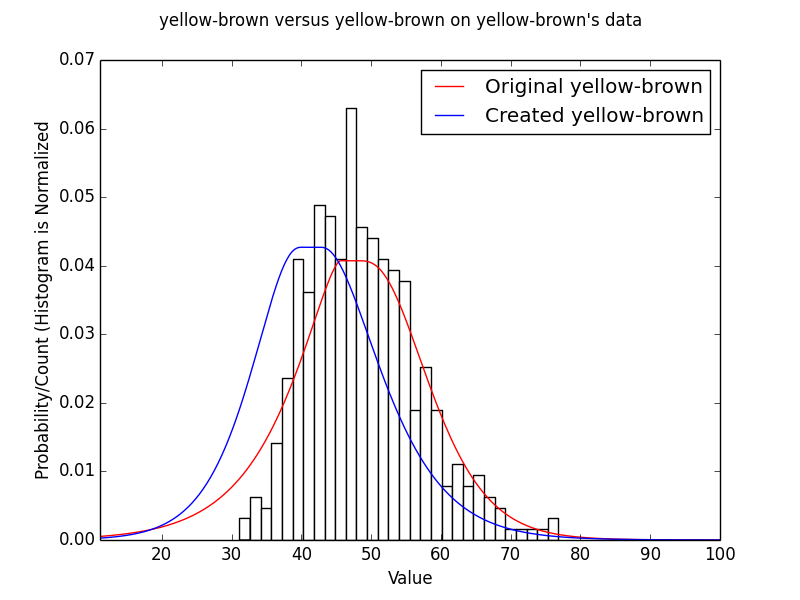 yellow-brown versus yellow-brown on yellow-brown's data
Original yellow-brown
Created yellow-brown
Probability/Count (Histogram is Normalized
0.07
0.06
0.05
0.04
0.03
0.02
0.01
0.00
20 30 40 50 60 70 80 90 100
Value